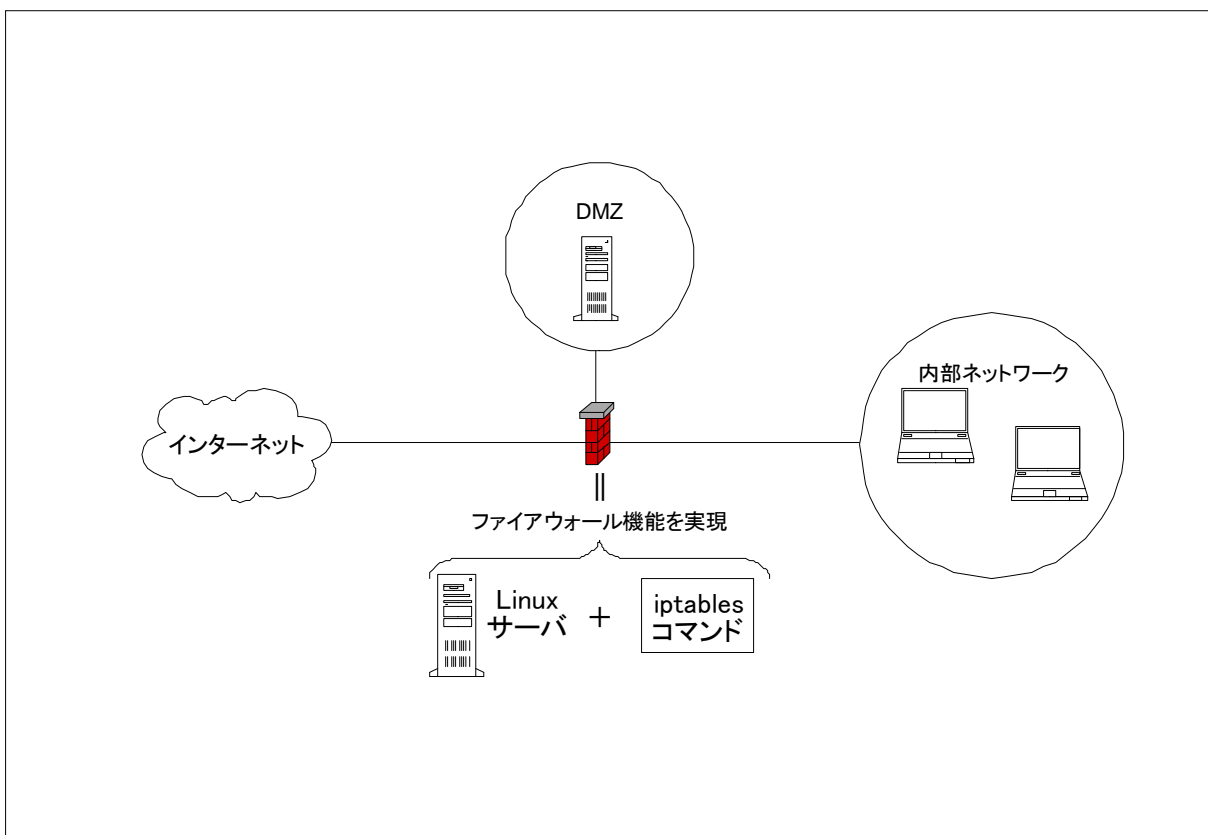 DMZ
内部ネットワーク
インターネット
ファイアウォール機能を実現
Linux
サーバ
+
iptables
コマンド